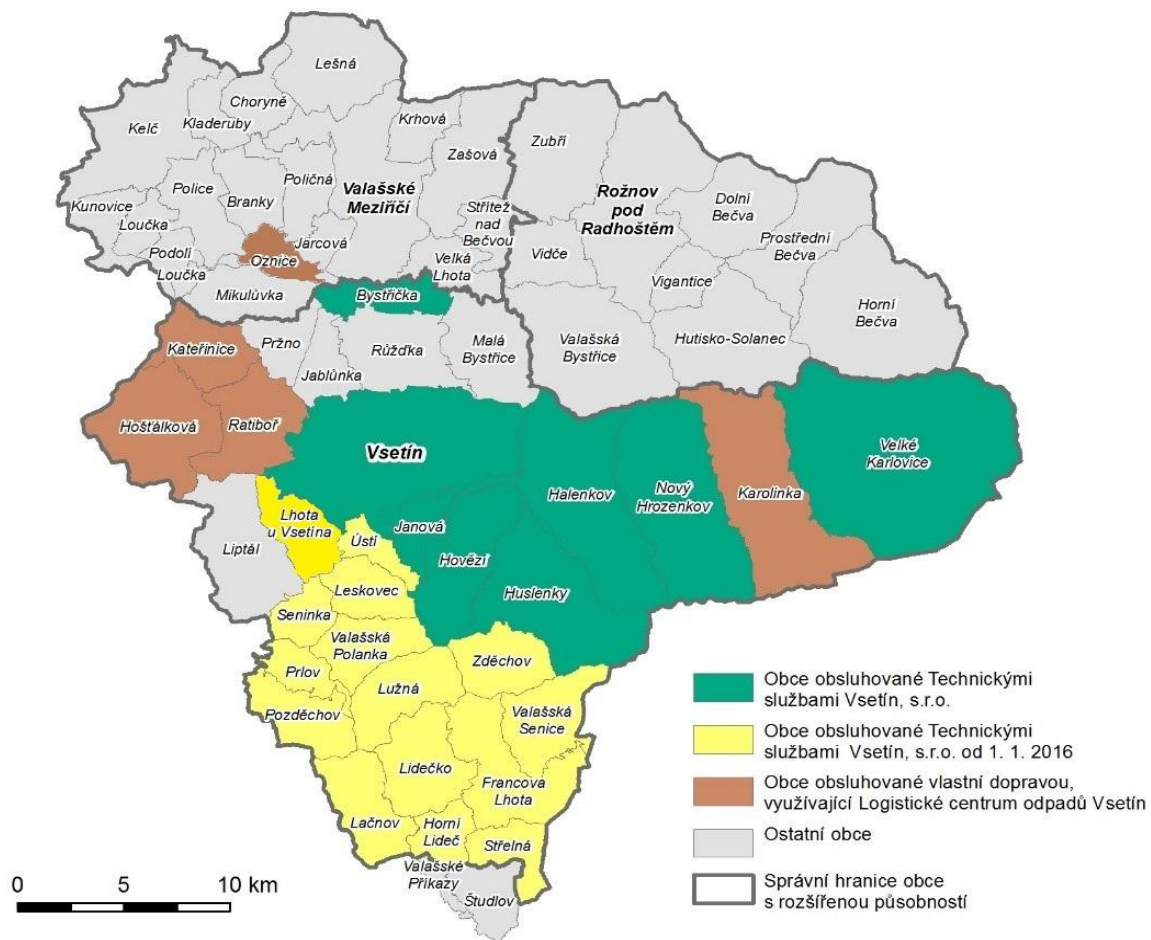 Lešná
Choryně
Kelč
Kladeruby
Krhová
Zašová
Zubří
Police
Poličná
Branky
Valašské
Meziříčí
Rožnov
pod
Radhoštěm
Dolní
Bečva
Kunovice
Loučka
Střítež
nad
Bečvou
Prostřední
Bečva
Podolí
Jarcová
Oznice
Velká
Lhota
Vidče
Loučka
Mikulůvka
Bystřička
Vigantice
Horní
Bečva
Kateřinice
Pržno
Růžďka
Malá
Bystřice
Valašská
Bystřice
Hutisko-Solanec
Jablůnka
Hošťálková
Ratiboř
Vsetín
Velké
Karlovice
Halenkov
Nový
Hrozenkov
Karolinka
Lhota
u Vsetína
Janová
Ústí
Liptál
Hovězí
Leskovec
Huslenky
Seninka
Valašská
Polanka
Zděchov
Prlov
Lužná
Pozděchov
Valašská
Senice
Lidečko
Francova
Lhota
Lačnov
Horní
Lideč
Střelná
Valašské
Příkazy
Študlov
Obce obsluhované Technickými
službami Vsetín, s.r.o.
Obce obsluhované Technickými
službami Vsetín, s.r.o. od 1. 1. 2016
Obce obsluhované vlastní dopravou,
využívající Logistické centrum odpadů Vsetín
Ostatní obce
Správní hranice obce
s rozšířenou působností
0 5 10 km